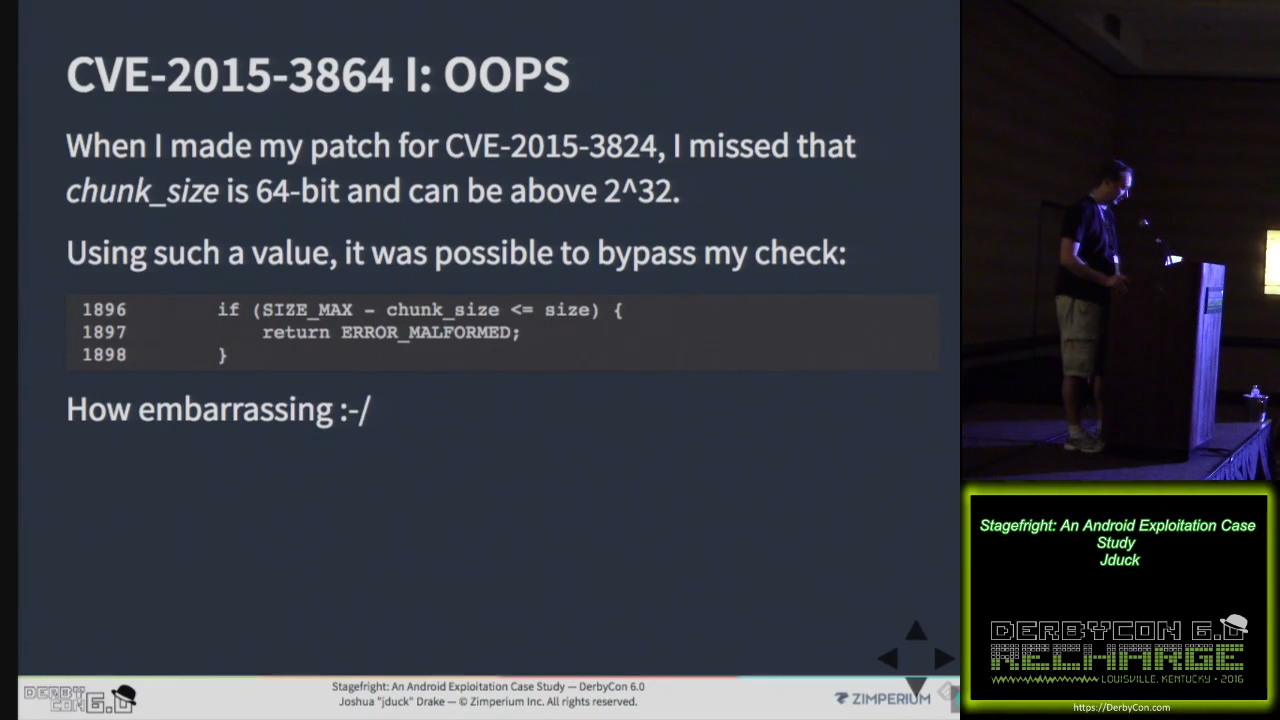 CVE-2015-3864 I: OOPS
When I made my patch for CVE-2015-3824, I missed that
chunk_size is 64-bit and can be above 2^32.
Using such a value, it was possible to bypass my check:
1896 if (SIZE_MAX - chunk_size <= size) {
1897 return ERROR_MALFORMED;
1898 }
How embarrassing :-/
DERBY
CON 6.0
Stagefright: An Android Exploitation Case Study — DerbyCon 6.0
Joshua "jduck" Drake — © Zimperium Inc. All rights reserved.
ZIMPERIUM
Stagefright: An Android Exploitation Case
Study
Jduck
DERBYCON 6.0
RECHARGE
LOUISVILLE, KENTUCKY • 2016
https://DerbyCon.com